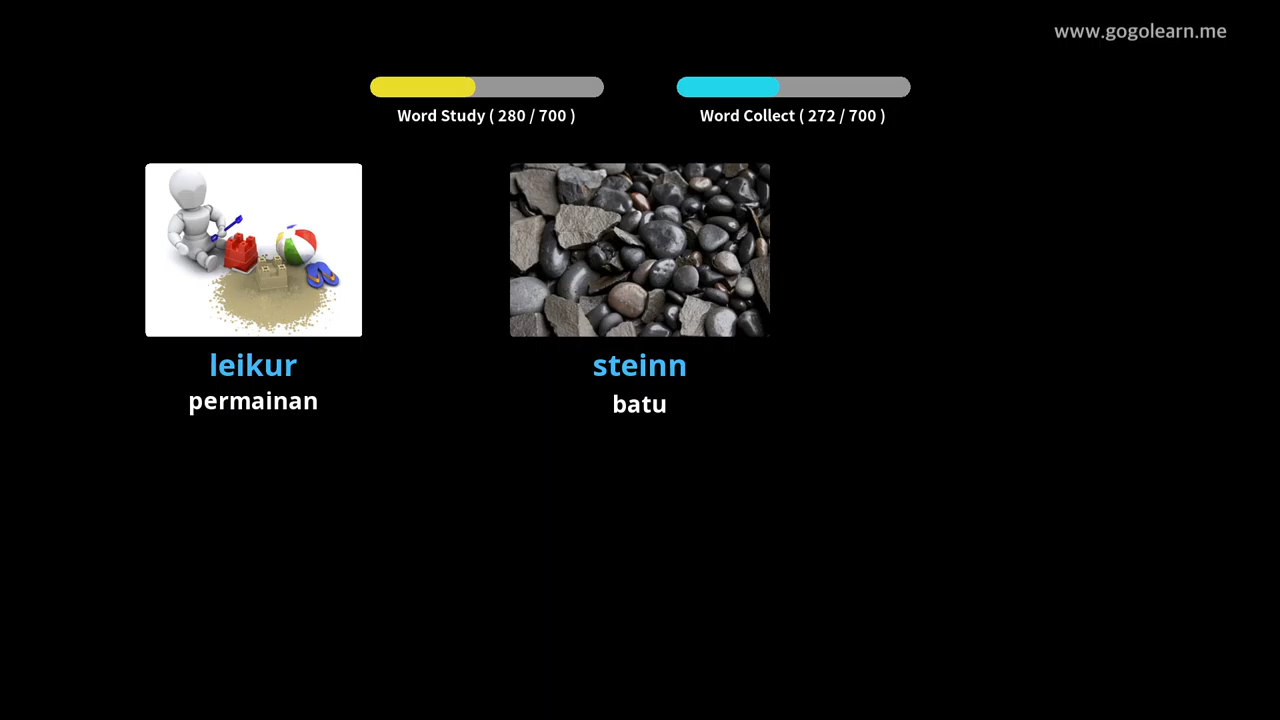 www.gogolearn.me
Word Study ( 280 / 700 )
Word Collect ( 272 / 700 )
leikur
permainan
steinn
batu